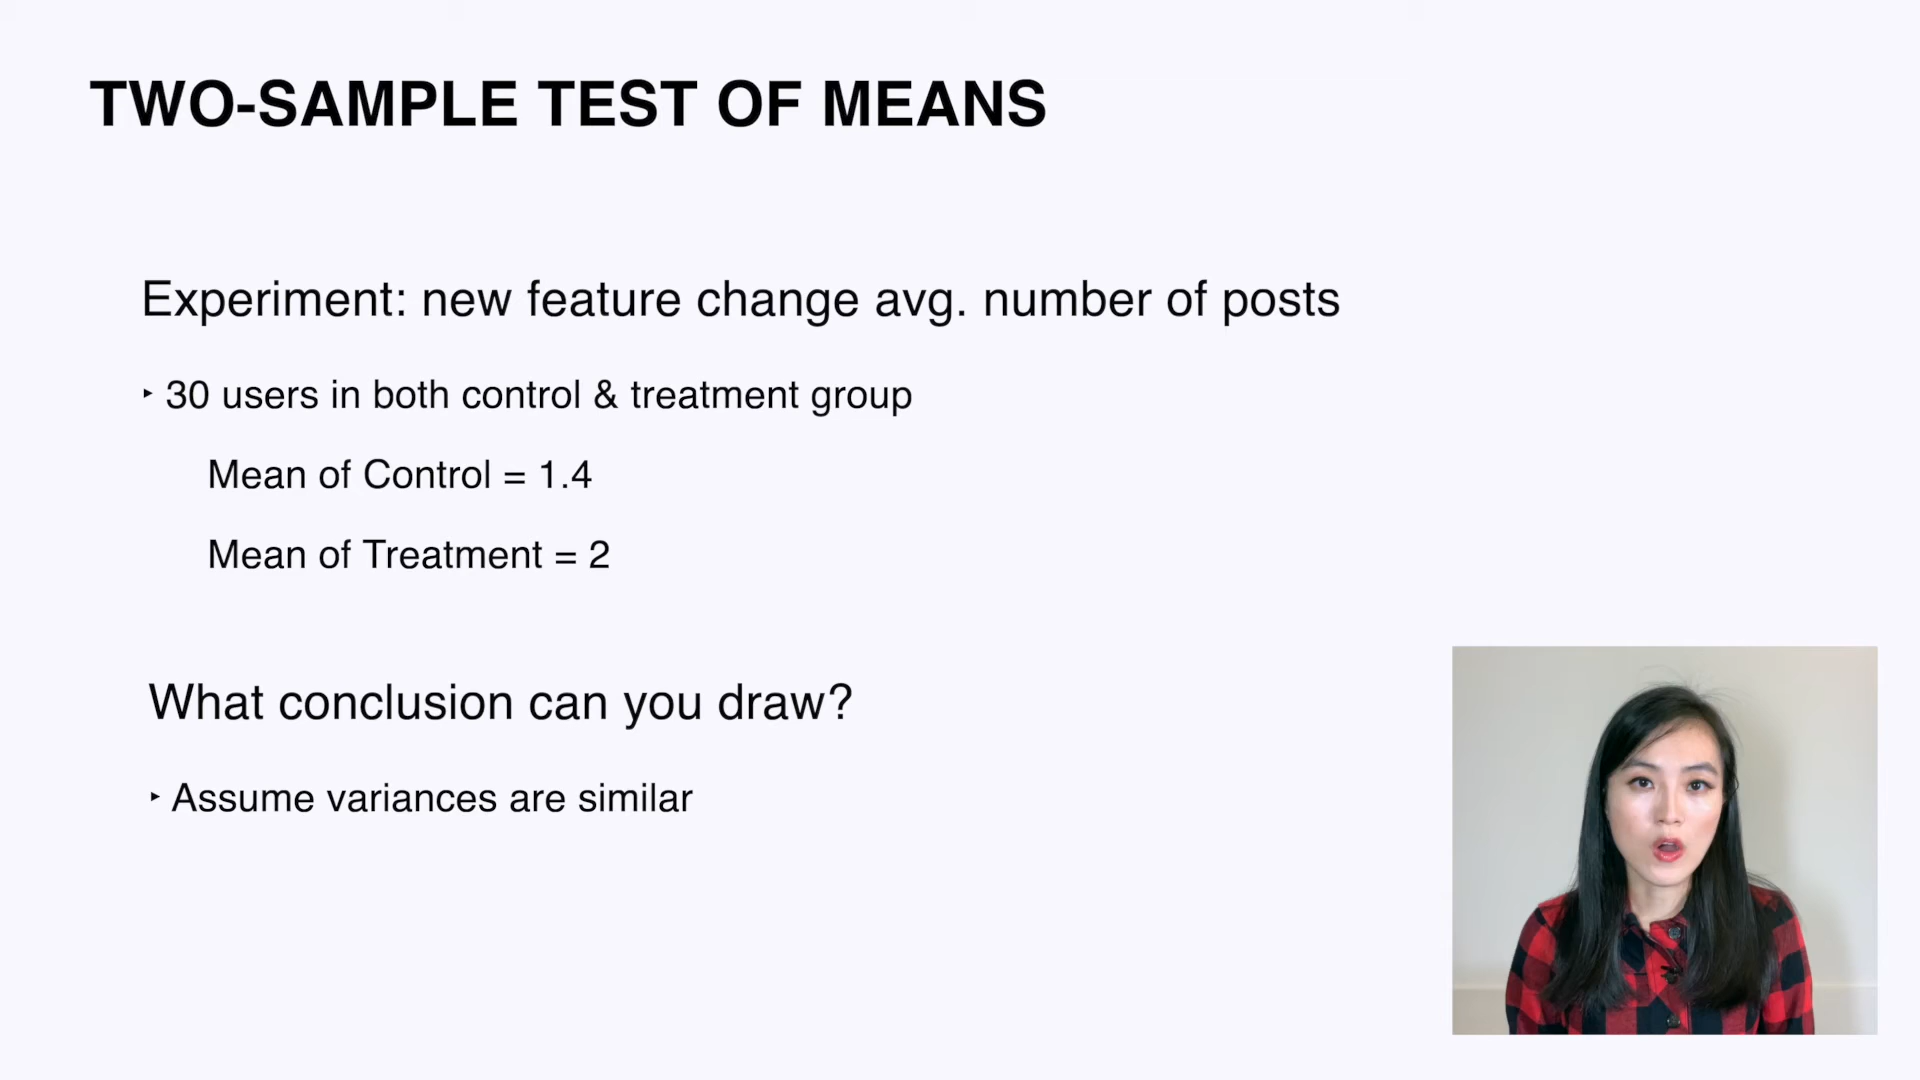 TWO-SAMPLE TEST OF MEANS
Experiment: new feature change avg. number of posts
‣ 30 users in both control & treatment group
Mean of Control = 1.4
Mean of Treatment = 2
What conclusion can you draw?
‣ Assume variances are similar